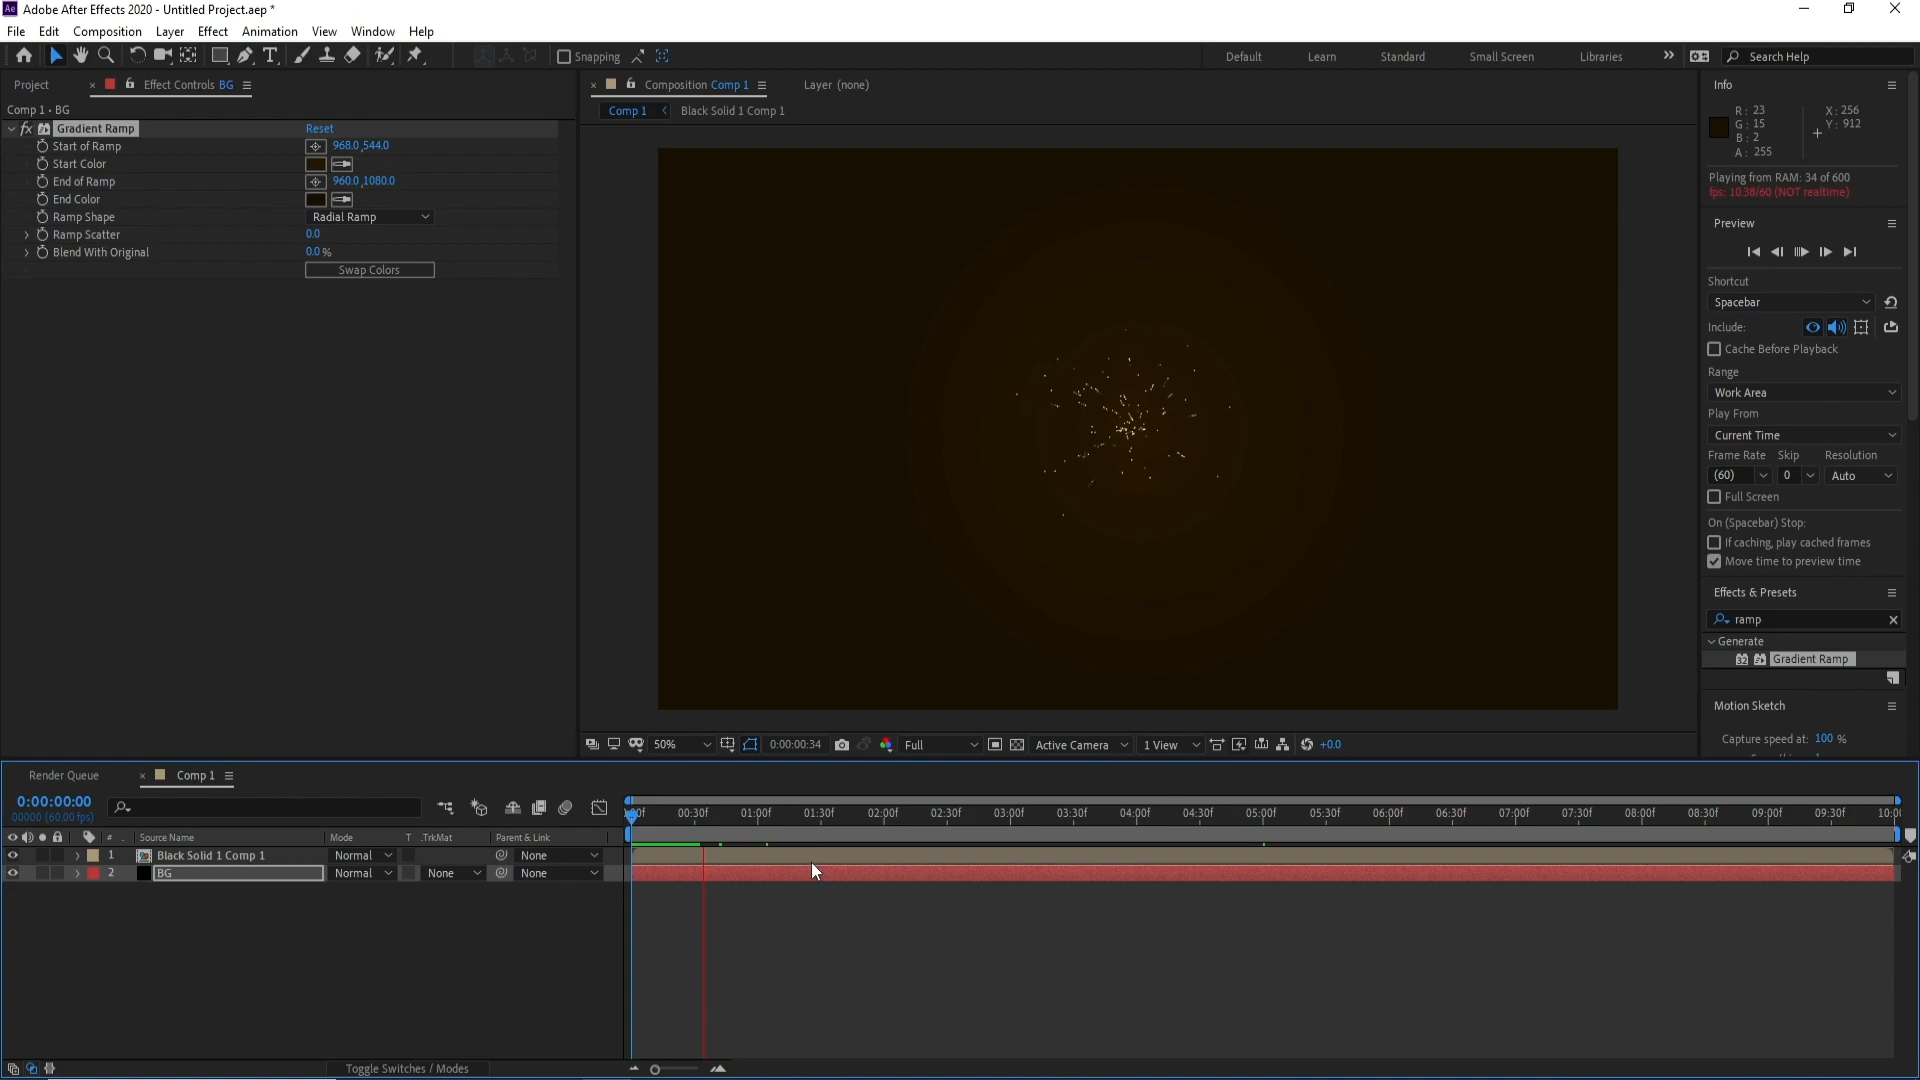 Ae Adobe After Effects 2020 - Untitled Project.aep *
File Edit Composition Layer Effect Animation View Window Help
Snapping Default Learn Standard Small Screen Libraries Search Help
Project Effect Controls BG
Comp 1 • BG
fx Gradient Ramp Reset
Start of Ramp 968.0,544.0
Start Color
End of Ramp 960.0,1080.0
End Color
Ramp Shape Radial Ramp
Ramp Scatter 0.0
Blend With Original 0.0%
Swap Colors
Composition Comp 1 Layer (none)
Comp 1 Black Solid 1 Comp 1
50% 0:00:00:34 Full Active Camera 1 View +0.0
Info
R: 23 X: 256
G: 15 Y: 912
B: 2
A: 255
Playing from RAM: 34 of 600
fps: 10.38/60 (NOT realtime)
Preview
Shortcut
Spacebar
Include:
Cache Before Playback
Range
Work Area
Play From
Current Time
Frame Rate Skip Resolution
(60) 0 Auto
Full Screen
On (Spacebar) Stop:
If caching, play cached frames
Move time to preview time
Effects & Presets
ramp
Generate
32 Gradient Ramp
Motion Sketch
Capture speed at: 100 %
Render Queue Comp 1
0:00:00:00
00000 (60.00 fps)
00:30f 01:00f 01:30f 02:00f 02:30f 03:00f 03:30f 04:00f 04:30f 05:00f 05:30f 06:00f 06:30f 07:00f 07:30f 08:00f 08:30f 09:00f 09:30f 10:0
# Source Name Mode T .TrkMat Parent & Link
1 Black Solid 1 Comp 1 Normal None
2 BG Normal None None
Toggle Switches / Modes